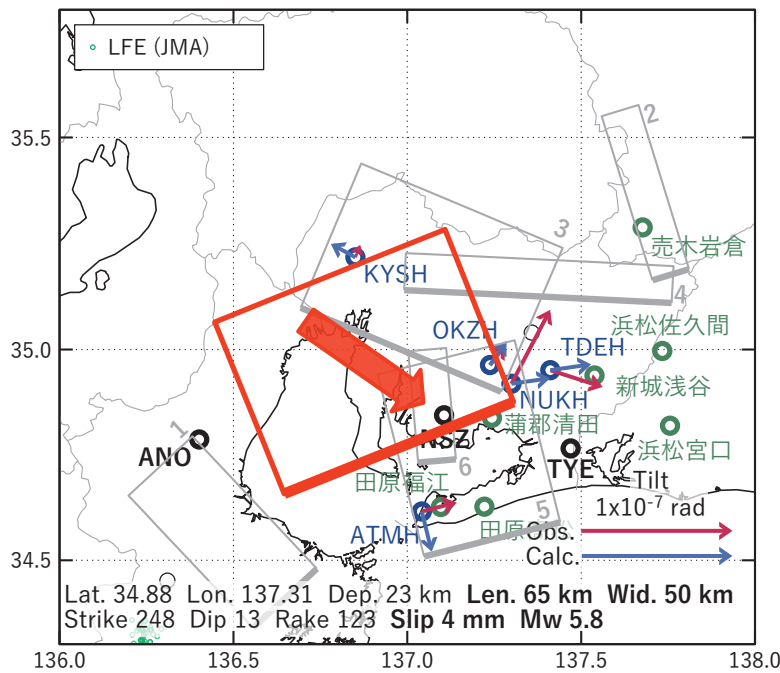 LFE (JMA)
35.5
35.0
34.5
136.0
136.5
137.0
137.5
138.0
2
売木岩倉
3
KYSH
4
浜松佐久間
OKZH
TDEH
新城浅谷
NUKH
蒲郡清田
NSZ
浜松宮口
1
ANO
TYE
6
田原福江
Tilt
1x10⁻⁷ rad
5
ATMH
田原
Obs.
Calc.
Lat. 34.88 Lon. 137.31 Dep. 23 km Len. 65 km Wid. 50 km
Strike 248 Dip 13 Rake 123 Slip 4 mm Mw 5.8